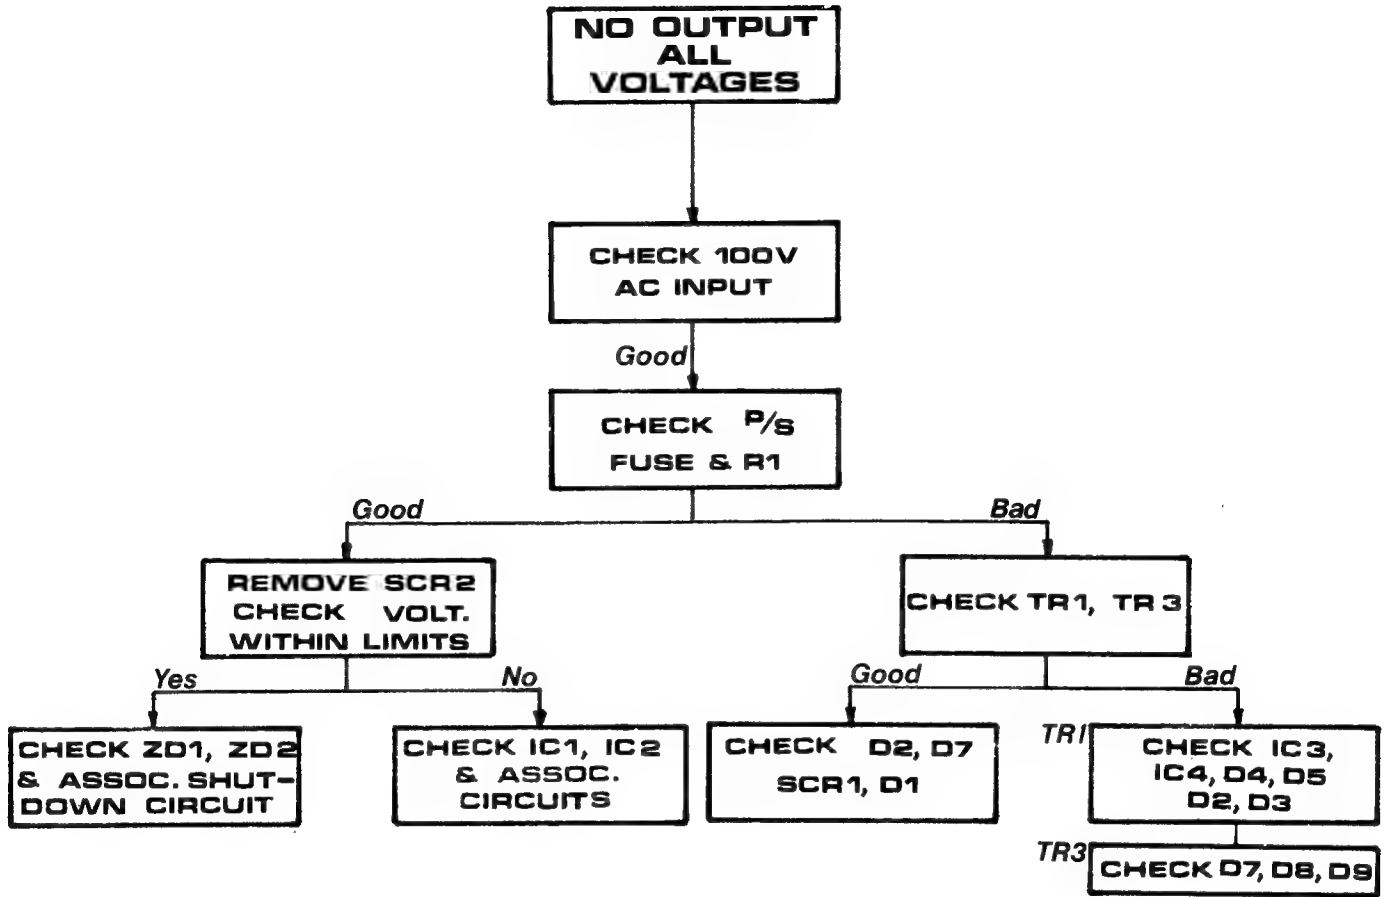 NO OUTPUT
ALL
VOLTAGES
CHECK 100V
AC INPUT
Good
CHECK P/S
FUSE & R1
Good
Bad
REMOVE SCR2
CHECK VOLT.
WITHIN LIMITS
CHECK TR1, TR3
Yes
No
Good
Bad
CHECK ZD1, ZD2
& ASSOC. SHUT-
DOWN CIRCUIT
CHECK IC1, IC2
& ASSOC.
CIRCUITS
CHECK D2, D7
SCR1, D1
TR1
CHECK IC3,
IC4, D4, D5
D2, D3
TR3
CHECK D7, D8, D9